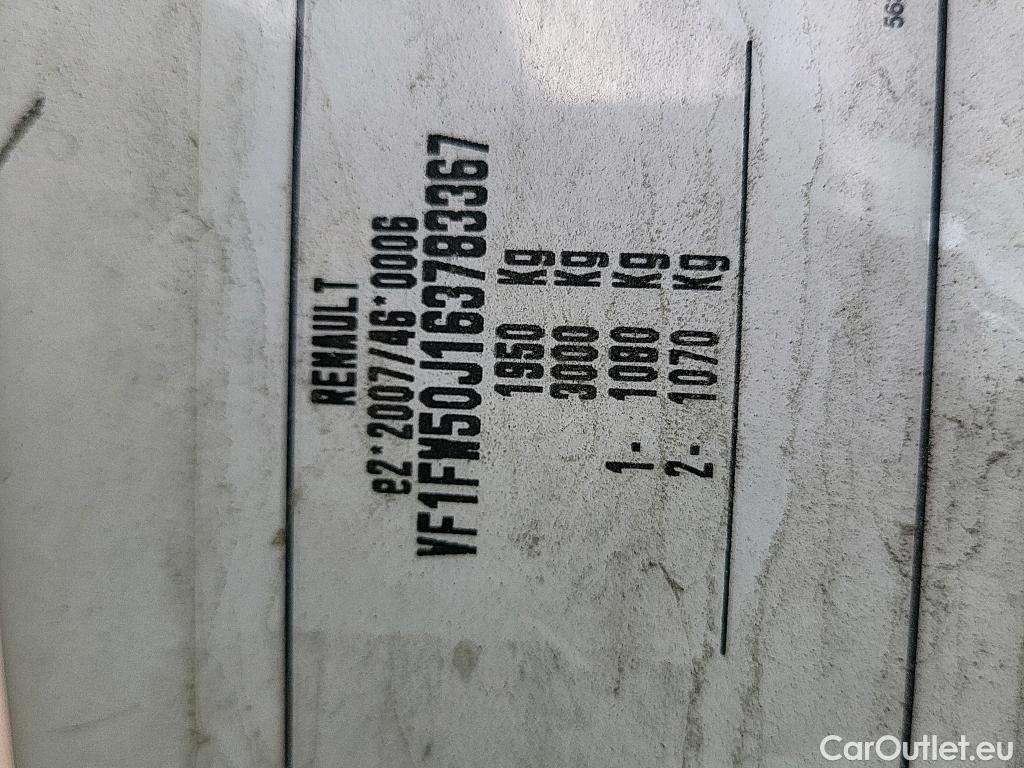 RENAULT
e2*2007/46*0006
VF1FW50J163783367
1950 Kg
3000 Kg
1- 1080 Kg
2- 1070 Kg
CarOutlet.eu